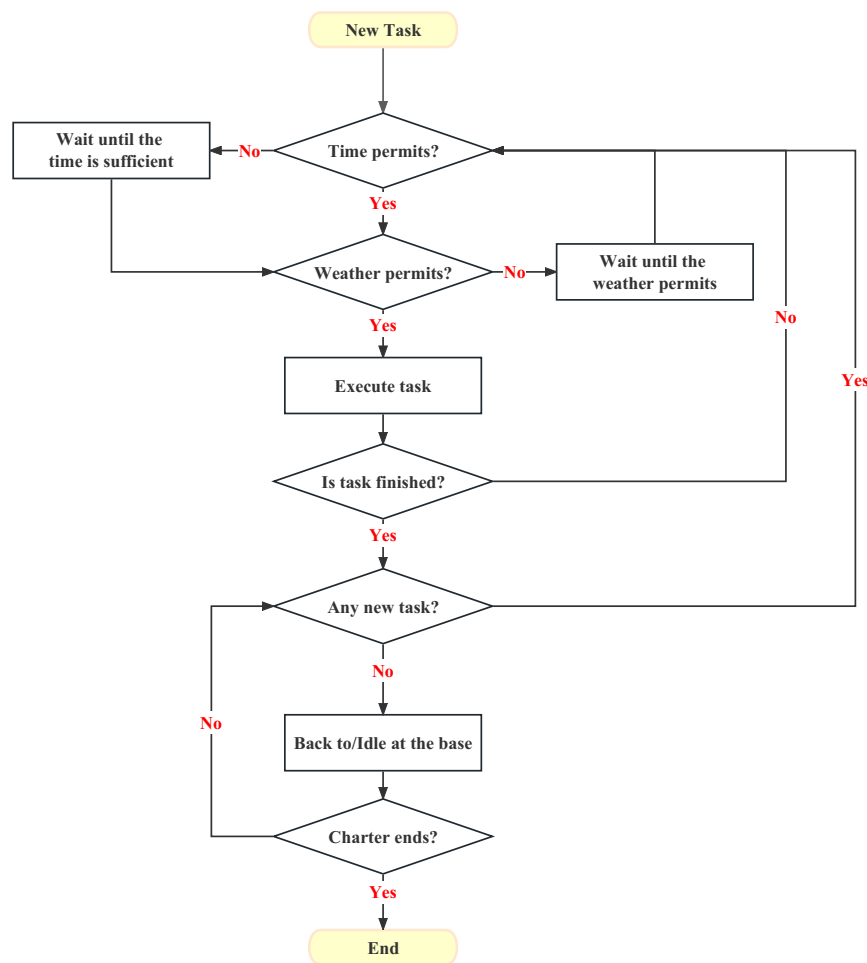 New Task
Wait until the
time is sufficient
No
Time permits?
Yes
Weather permits?
No
Wait until the
weather permits
Yes
No
Execute task
Yes
Is task finished?
Yes
Any new task?
No
No
Back to/Idle at the base
Charter ends?
Yes
End